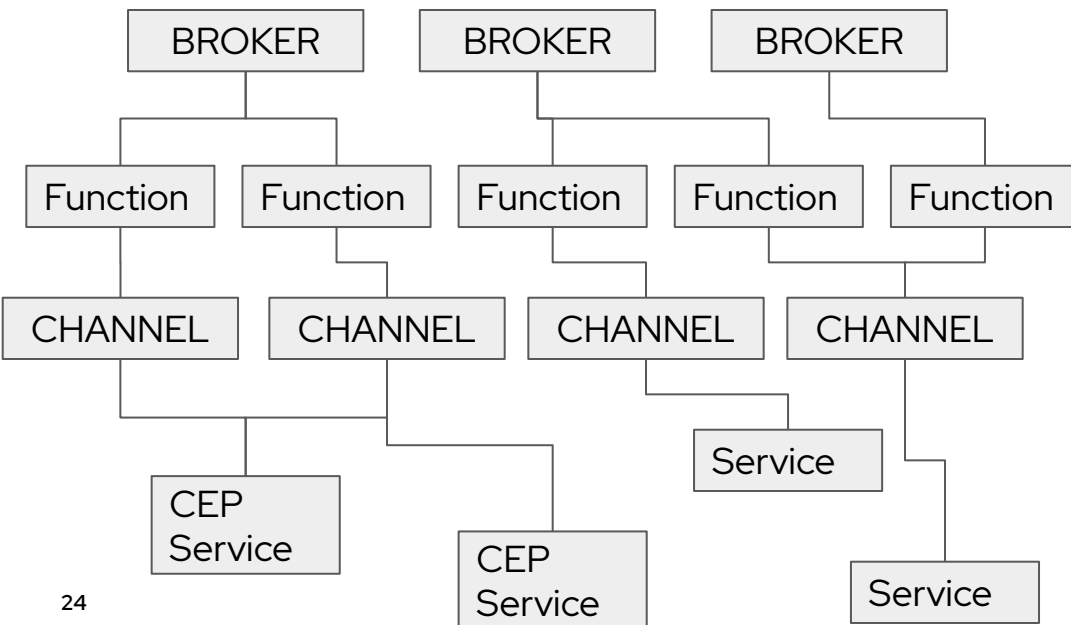 BROKER
BROKER
BROKER
Function
Function
Function
Function
Function
CHANNEL
CHANNEL
CHANNEL
CHANNEL
Service
CEP
Service
CEP
Service
Service
24